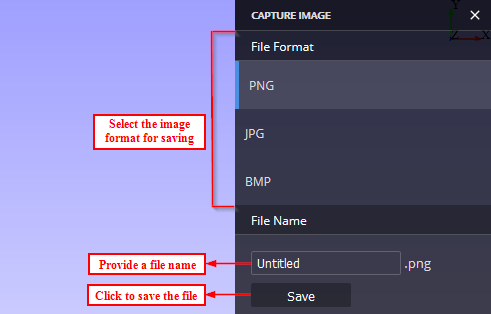 CAPTURE IMAGE ×
Y
Z X
File Format
PNG
Select the image
format for saving
JPG
BMP
File Name
Provide a file name
Untitled .png
Click to save the file
Save